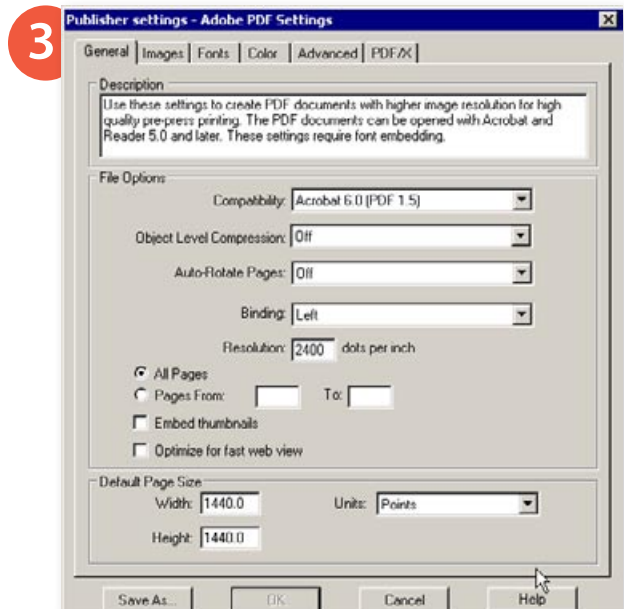 3
Publisher settings - Adobe PDF Settings
General Images Fonts Color Advanced PDF/X
Description
Use these settings to create PDF documents with higher image resolution for high
quality pre-press printing. The PDF documents can be opened with Acrobat and
Reader 5.0 and later. These settings require font embedding.
File Options
Compatibility: Acrobat 6.0 (PDF 1.5)
Object Level Compression: Off
Auto-Rotate Pages: Off
Binding: Left
Resolution: 2400 dots per inch
All Pages
Pages From: To:
Embed thumbnails
Optimize for fast web view
Default Page Size
Width: 1440.0 Units: Points
Height: 1440.0
Save As... OK Cancel Help